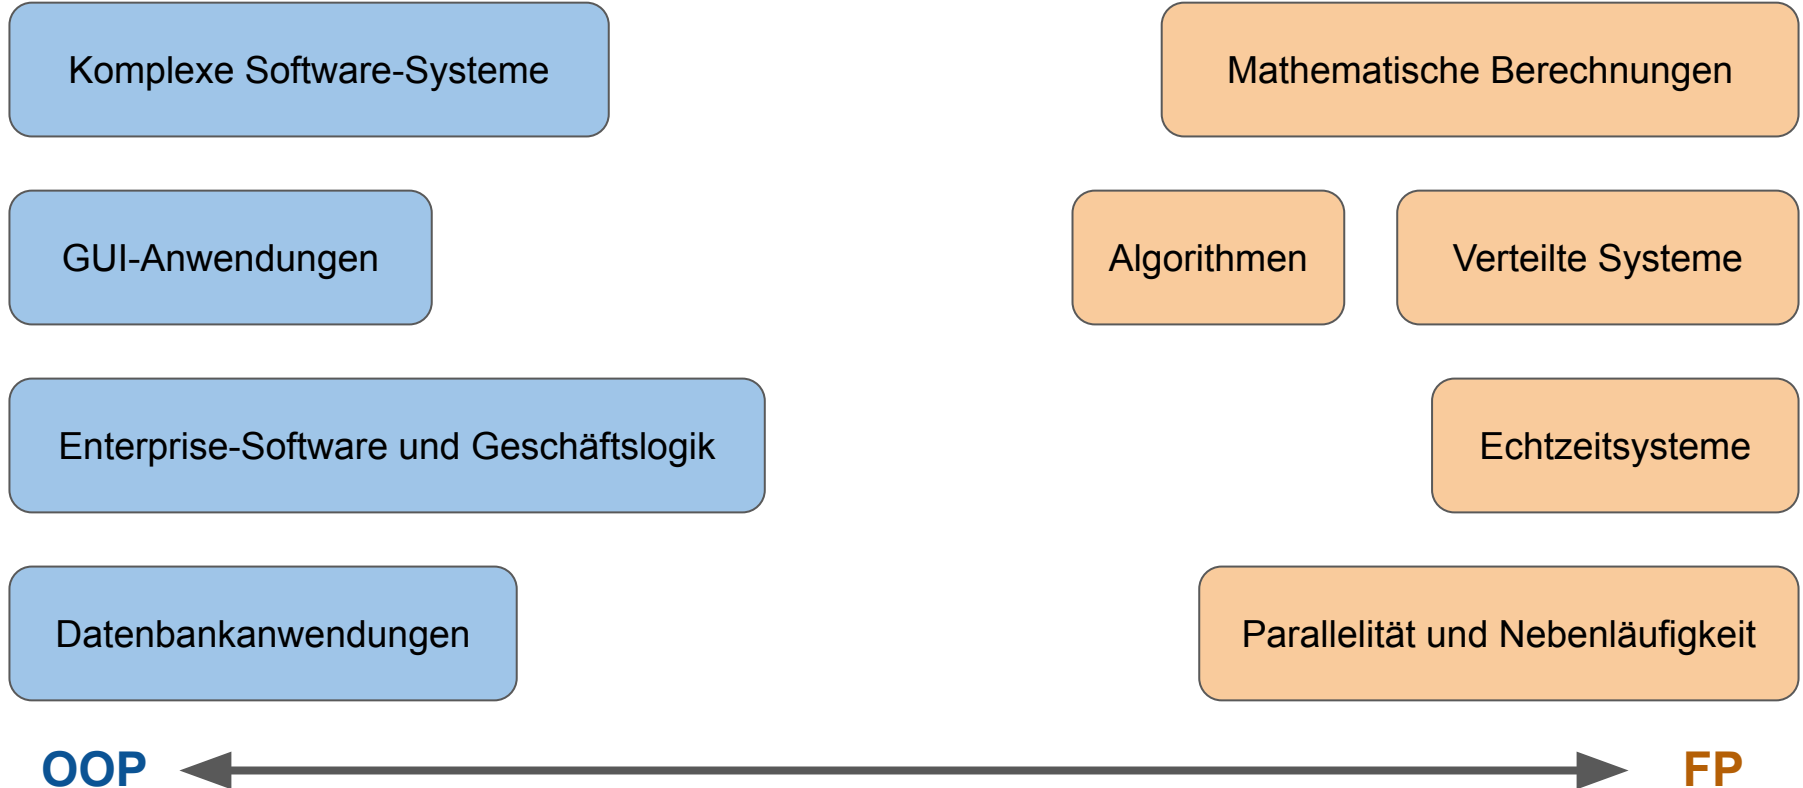 Komplexe Software-Systeme
Mathematische Berechnungen
GUI-Anwendungen
Algorithmen
Verteilte Systeme
Enterprise-Software und Geschäftslogik
Echtzeitsysteme
Datenbankanwendungen
Parallelität und Nebenläufigkeit
OOP
FP